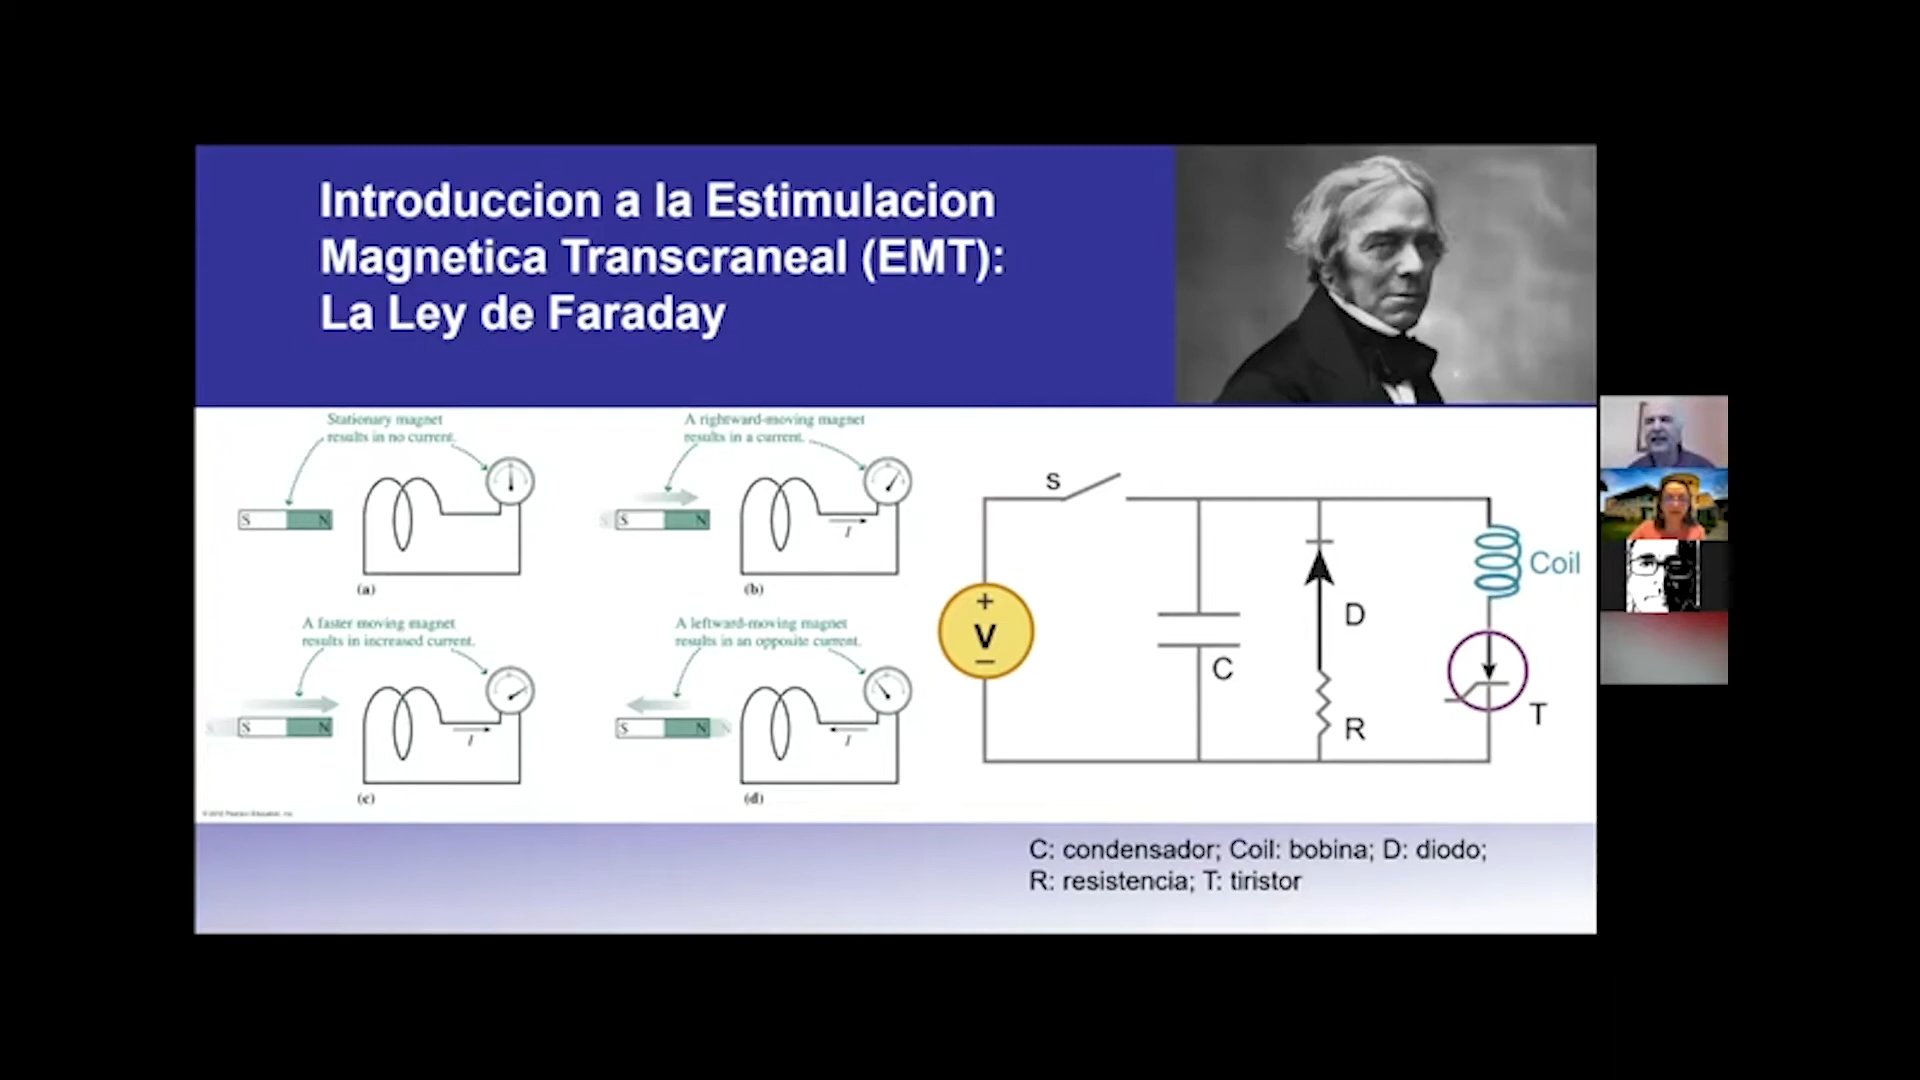 Introduccion a la Estimulacion
Magnetica Transcraneal (EMT):
La Ley de Faraday
Stationary magnet
results in no current.
S N
(a)
A rightward-moving magnet
results in a current.
S N
I
(b)
A faster moving magnet
results in increased current.
S N
I
(c)
A leftward-moving magnet
results in an opposite current.
S N
I
(d)
S
+
V
−
C
D
R
Coil
T
C: condensador; Coil: bobina; D: diodo;
R: resistencia; T: tiristor